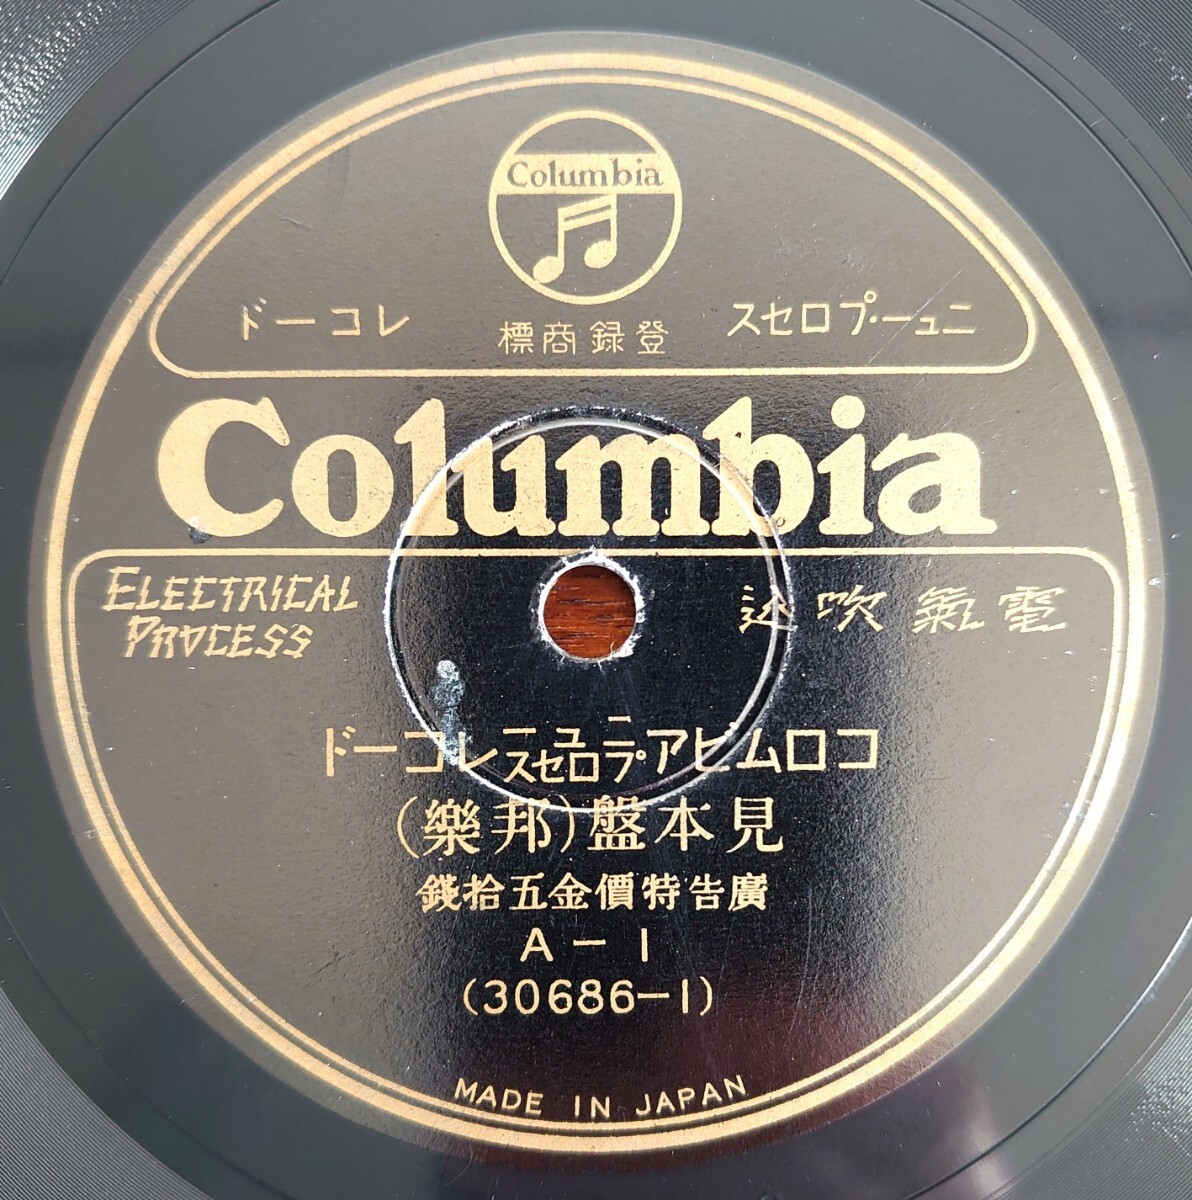 Columbia
ニュー・プロセス レコード
登録商標
Columbia
ELECTRICAL
PROCESS
電氣吹込
コロムビアニュープロセスレコード
見本盤(邦樂)
廣告特價金五拾錢
A-1
(30686-1)
MADE IN JAPAN